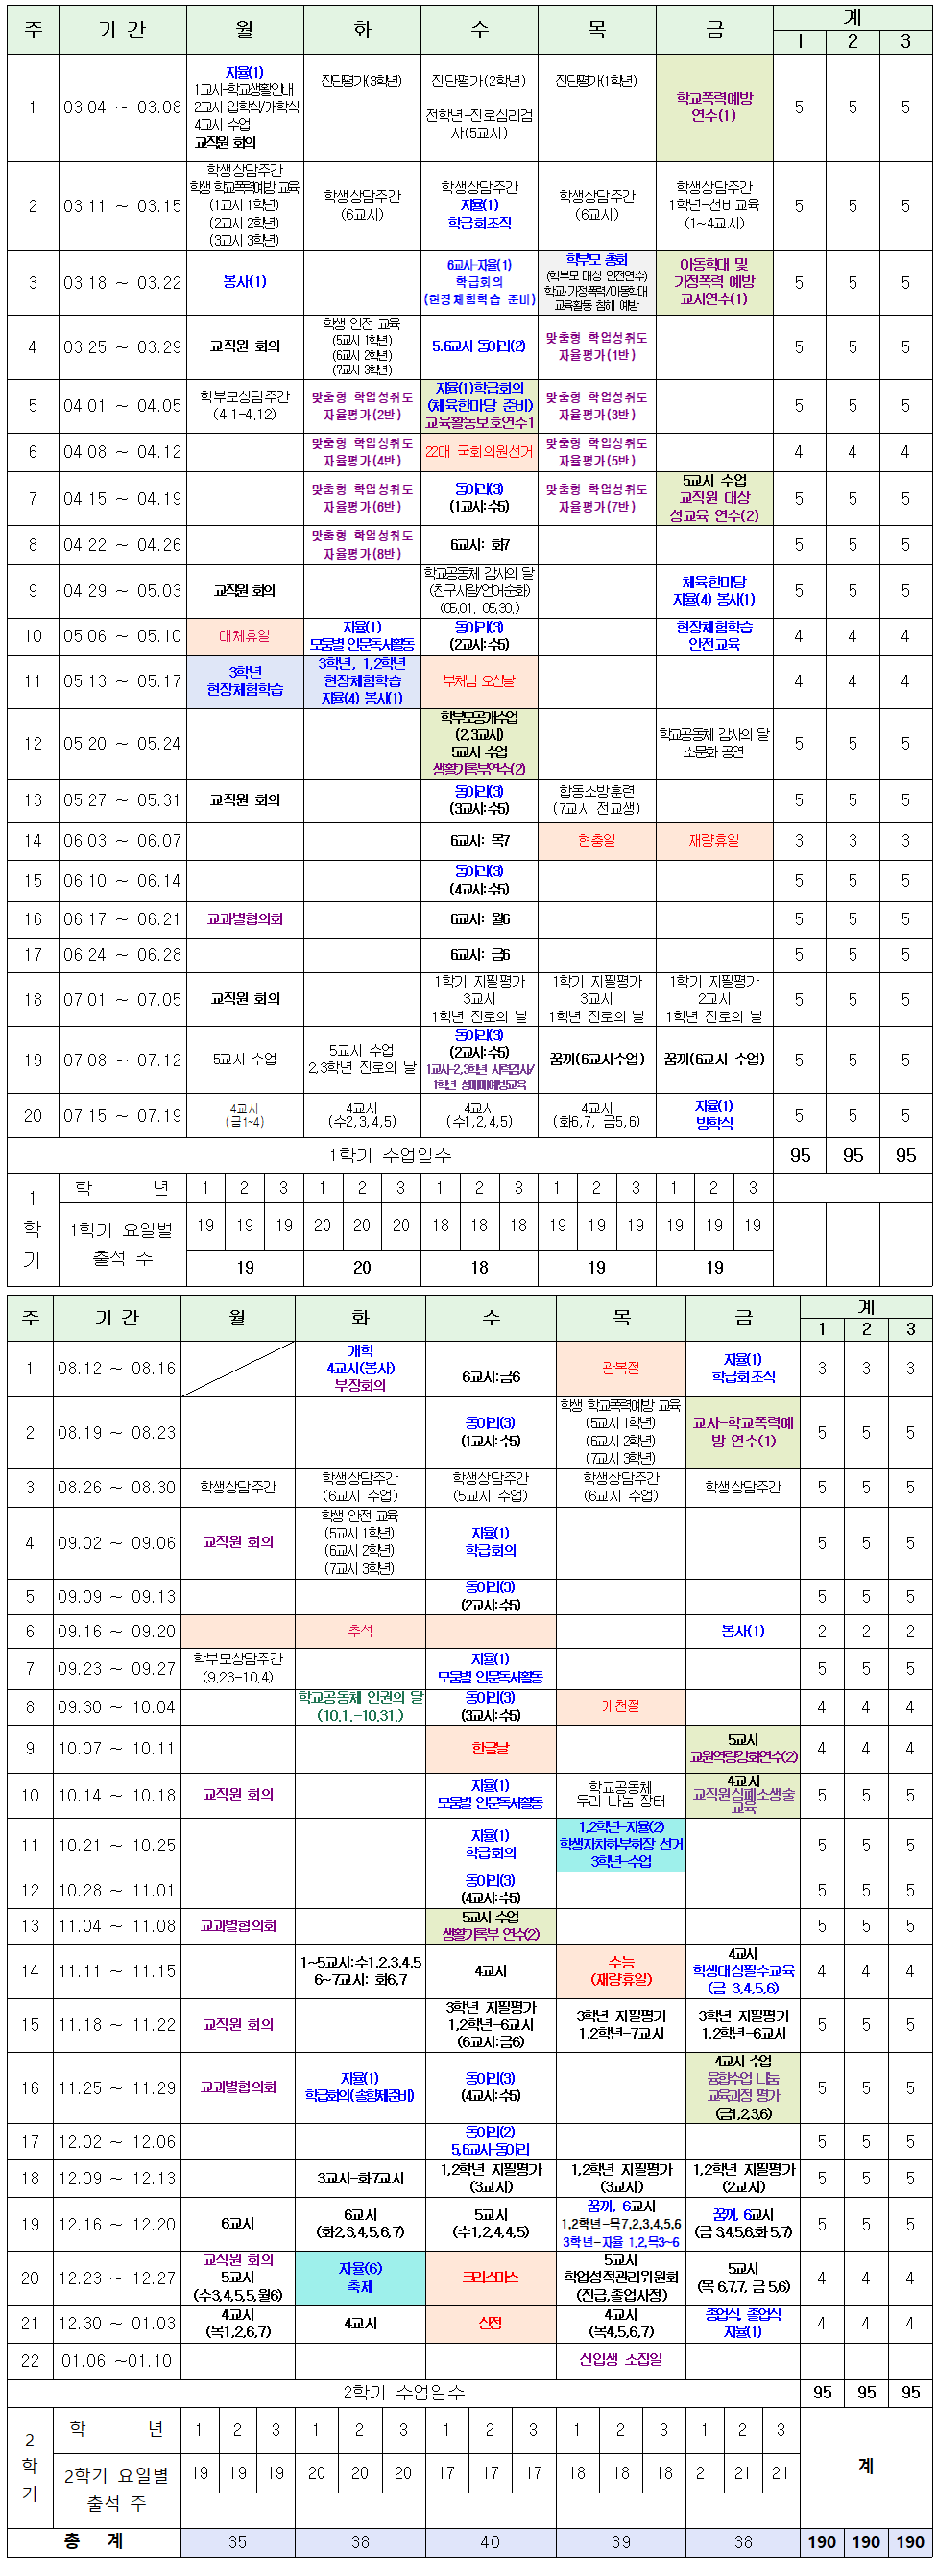 주 기 간 월 화 수 목 금 계
1 2 3
1 03.04 ~ 03.08 자율(1) 1교시-학교생활안내 2교시-입학식/개학식 4교시 수업 교직원 회의 진단평가(3학년) 진단평가(2학년) 전학년-진로심리검사(5교시) 진단평가(1학년) 학교폭력예방 연수(1) 5 5 5
2 03.11 ~ 03.15 학생상담주간 학생 학교폭력예방 교육 (1교시 1학년) (2교시 2학년) (3교시 3학년) 학생상담주간 (6교시) 학생상담주간 자율(1) 학급회조직 학생상담주간 (6교시) 학생상담주간 1학년-선비교육 (1~4교시) 5 5 5
3 03.18 ~ 03.22 봉사(1) 6교시-자율(1) 학급회의 (현장체험학습 준비) 학부모 총회 (학부모 대상 안전연수) 학교·가정폭력/아동학대 교육활동 침해 예방 아동학대 및 가정폭력 예방 교사연수(1) 5 5 5
4 03.25 ~ 03.29 교직원 회의 학생 안전 교육 (5교시 1학년) (6교시 2학년) (7교시 3학년) 5.6교시-동아리(2) 맞춤형 학업성취도 자율평가(1반) 5 5 5
5 04.01 ~ 04.05 학부모상담주간 (4.1-4.12) 맞춤형 학업성취도 자율평가(2반) 자율(1)학급회의 (체육한마당 준비) 교육활동보호연수1 맞춤형 학업성취도 자율평가(3반) 5 5 5
6 04.08 ~ 04.12 맞춤형 학업성취도 자율평가(4반) 22대 국회의원선거 맞춤형 학업성취도 자율평가(5반) 4 4 4
7 04.15 ~ 04.19 맞춤형 학업성취도 자율평가(6반) 동아리(3) (1교시:수5) 맞춤형 학업성취도 자율평가(7반) 5교시 수업 교직원 대상 성교육 연수(2) 5 5 5
8 04.22 ~ 04.26 맞춤형 학업성취도 자율평가(8반) 6교시: 화7 5 5 5
9 04.29 ~ 05.03 교직원 회의 학교공동체 감사의 달 (친구사랑/언어순화) (05.01.-05.30.) 체육한마당 자율(4) 봉사(1) 5 5 5
10 05.06 ~ 05.10 대체휴일 자율(1) 모둠별 인문독서활동 동아리(3) (2교시:수5) 현장체험학습 안전교육 4 4 4
11 05.13 ~ 05.17 3학년 현장체험학습 3학년, 1,2학년 현장체험학습 자율(4) 봉사(1) 부처님 오신날 4 4 4
12 05.20 ~ 05.24 학부모공개수업 (2,3교시) 5교시 수업 생활기록부연수(2) 학교공동체 감사의 달 소문화 공연 5 5 5
13 05.27 ~ 05.31 교직원 회의 동아리(3) (3교시:수5) 합동소방훈련 (7교시 전교생) 5 5 5
14 06.03 ~ 06.07 6교시: 목7 현충일 재량휴일 3 3 3
15 06.10 ~ 06.14 동아리(3) (4교시:수5) 5 5 5
16 06.17 ~ 06.21 교과별협의회 6교시: 월6 5 5 5
17 06.24 ~ 06.28 6교시: 금6 5 5 5
18 07.01 ~ 07.05 교직원 회의 1학기 지필평가 3교시 1학년 진로의 날 1학기 지필평가 3교시 1학년 진로의 날 1학기 지필평가 2교시 1학년 진로의 날 5 5 5
19 07.08 ~ 07.12 5교시 수업 5교시 수업 2,3학년 진로의 날 동아리(3) (2교시:수5) 1교시-2,3학년 시력검사/ 1학년-성매매예방교육 꿈끼(6교시수업) 꿈끼(6교시 수업) 5 5 5
20 07.15 ~ 07.19 4교시 (금1~4) 4교시 (수2,3,4,5) 4교시 (수1,2,4,5) 4교시 (화6,7, 금5,6) 자율(1) 방학식 5 5 5
1학기 수업일수 95 95 95
1학기 학 년 1 2 3 1 2 3 1 2 3 1 2 3 1 2 3
1학기 요일별 출석 주 19 19 19 20 20 20 18 18 18 19 19 19 19 19 19
19 20 18 19 19
주 기 간 월 화 수 목 금 계
1 2 3
1 08.12 ~ 08.16 개학 4교시(봉사) 부장회의 6교시:금6 광복절 자율(1) 학급회조직 3 3 3
2 08.19 ~ 08.23 동아리(3) (1교시:수5) 학생 학교폭력예방 교육 (5교시 1학년) (6교시 2학년) (7교시 3학년) 교사-학교폭력예방 연수(1) 5 5 5
3 08.26 ~ 08.30 학생상담주간 학생상담주간 (6교시 수업) 학생상담주간 (5교시 수업) 학생상담주간 (6교시 수업) 학생상담주간 5 5 5
4 09.02 ~ 09.06 교직원 회의 학생 안전 교육 (5교시 1학년) (6교시 2학년) (7교시 3학년) 자율(1) 학급회의 5 5 5
5 09.09 ~ 09.13 동아리(3) (2교시:수5) 5 5 5
6 09.16 ~ 09.20 추석 봉사(1) 2 2 2
7 09.23 ~ 09.27 학부모상담주간 (9.23-10.4) 자율(1) 모둠별 인문독서활동 5 5 5
8 09.30 ~ 10.04 학교공동체 인권의 달 (10.1.-10.31.) 동아리(3) (3교시:수5) 개천절 4 4 4
9 10.07 ~ 10.11 한글날 5교시 교원역량강화연수(2) 4 4 4
10 10.14 ~ 10.18 교직원 회의 자율(1) 모둠별 인문독서활동 학교공동체 두리 나눔 장터 4교시 교직원심폐소생술 교육 5 5 5
11 10.21 ~ 10.25 자율(1) 학급회의 1,2학년-자율(2) 학생자치회부회장 선거 3학년-수업 5 5 5
12 10.28 ~ 11.01 동아리(3) (4교시:수5) 5 5 5
13 11.04 ~ 11.08 교과별협의회 5교시 수업 생활기록부 연수(2) 5 5 5
14 11.11 ~ 11.15 1~5교시:수1,2,3,4,5 6~7교시: 화6,7 4교시 수능 (재량휴일) 4교시 학생대상필수교육 (금 3,4,5,6) 4 4 4
15 11.18 ~ 11.22 교직원 회의 3학년 지필평가 1,2학년-6교시 (6교시:금6) 3학년 지필평가 1,2학년-7교시 3학년 지필평가 1,2학년-6교시 5 5 5
16 11.25 ~ 11.29 교과별협의회 자율(1) 학급회의(솔향제준비) 동아리(3) (4교시:수5) 4교시 수업 융합수업 나눔 교육과정 평가 (금1,2,3,6) 5 5 5
17 12.02 ~ 12.06 동아리(2) 5,6교시-동아리 5 5 5
18 12.09 ~ 12.13 3교시-화7교시 1,2학년 지필평가 (3교시) 1,2학년 지필평가 (3교시) 1,2학년 지필평가 (2교시) 5 5 5
19 12.16 ~ 12.20 6교시 6교시 (화2,3,4,5,6,7) 5교시 (수1,2,4,4,5) 꿈끼, 6교시 1,2학년-목7,2,3,4,5,6 3학년-자율 1,2,목3~6 꿈끼, 6교시 (금 3,4,5,6,화5,7) 5 5 5
20 12.23 ~ 12.27 교직원 회의 5교시 (수3,4,5,5,월6) 자율(6) 축제 크리스마스 5교시 학업성적관리위원회 (진급,졸업사정) 5교시 (목 6,7,7, 금 5,6) 4 4 4
21 12.30 ~ 01.03 4교시 (목1,2,6,7) 4교시 신정 4교시 (목4,5,6,7) 종업식, 졸업식 자율(1) 4 4 4
22 01.06 ~01.10 신입생 소집일
2학기 수업일수 95 95 95
2학기 학 년 1 2 3 1 2 3 1 2 3 1 2 3 1 2 3 계
2학기 요일별 출석 주 19 19 19 20 20 20 17 17 17 18 18 18 21 21 21
총 계 35 38 40 39 38 190 190 190